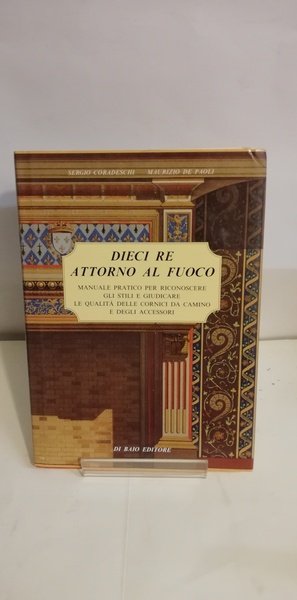 SERGIO CORADESCHI MAURIZIO DE PAOLI
DIECI RE
ATTORNO AL FUOCO
MANUALE PRATICO PER RICONOSCERE
GLI STILI E GIUDICARE
LE QUALITÀ DELLE CORNICI DA CAMINO
E DEGLI ACCESSORI
DI BAIO EDITORE